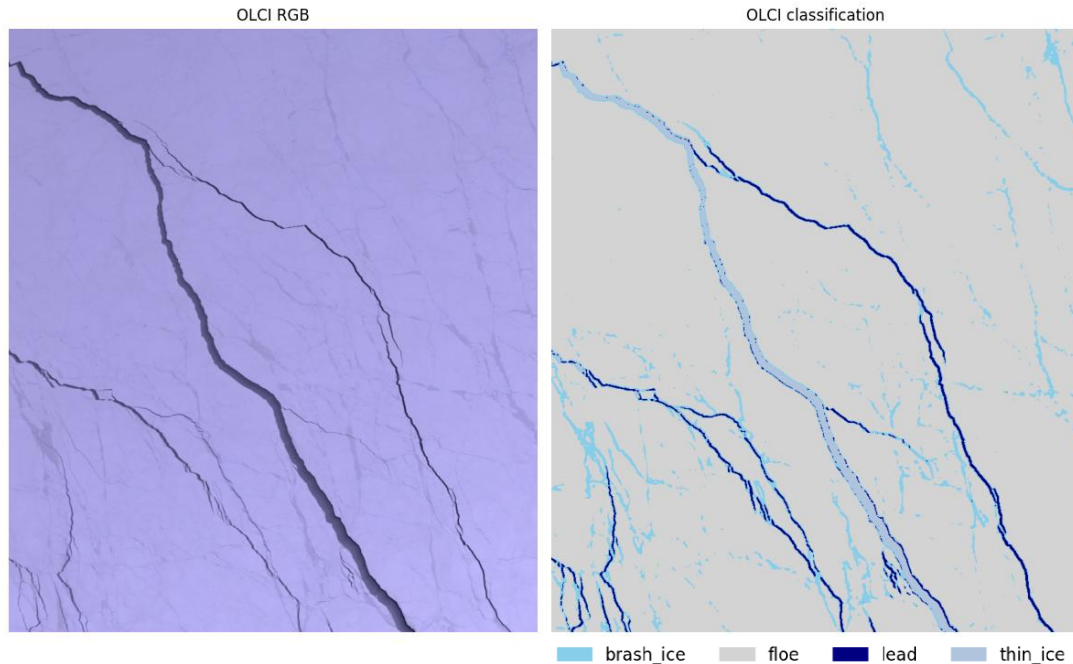 OLCI RGB
OLCI classification
brash_ice
floe
lead
thin_ice